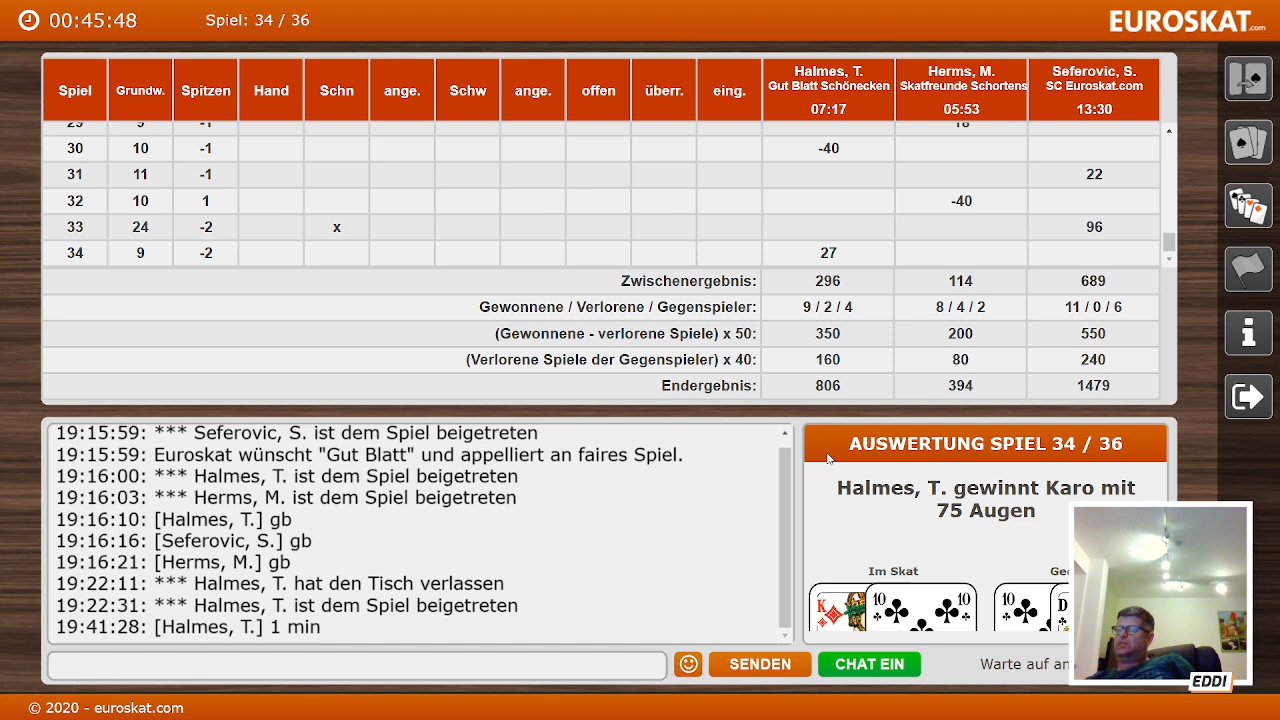 00:45:48
Spiel: 34 / 36
EUROSKAT.com
Spiel Grundw. Spitzen Hand Schn ange. Schw ange. offen überr. eing. Halmes, T. Gut Blatt Schönecken 07:17 Herms, M. Skatfreunde Schortens 05:53 Seferovic, S. SC Euroskat.com 13:30
29 9 -1 18
30 10 -1 -40
31 11 -1 22
32 10 1 -40
33 24 -2 x 96
34 9 -2 27
Zwischenergebnis: 296 114 689
Gewonnene / Verlorene / Gegenspieler: 9 / 2 / 4 8 / 4 / 2 11 / 0 / 6
(Gewonnene - verlorene Spiele) x 50: 350 200 550
(Verlorene Spiele der Gegenspieler) x 40: 160 80 240
Endergebnis: 806 394 1479
19:15:59: *** Seferovic, S. ist dem Spiel beigetreten
19:15:59: Euroskat wünscht "Gut Blatt" und appelliert an faires Spiel.
19:16:00: *** Halmes, T. ist dem Spiel beigetreten
19:16:03: *** Herms, M. ist dem Spiel beigetreten
19:16:10: [Halmes, T.] gb
19:16:16: [Seferovic, S.] gb
19:16:21: [Herms, M.] gb
19:22:11: *** Halmes, T. hat den Tisch verlassen
19:22:31: *** Halmes, T. ist dem Spiel beigetreten
19:41:28: [Halmes, T.] 1 min
SENDEN
CHAT EIN
AUSWERTUNG SPIEL 34 / 36
Halmes, T. gewinnt Karo mit
75 Augen
Im Skat
K 10 10 10 D
Warte auf
EDDI
© 2020 - euroskat.com